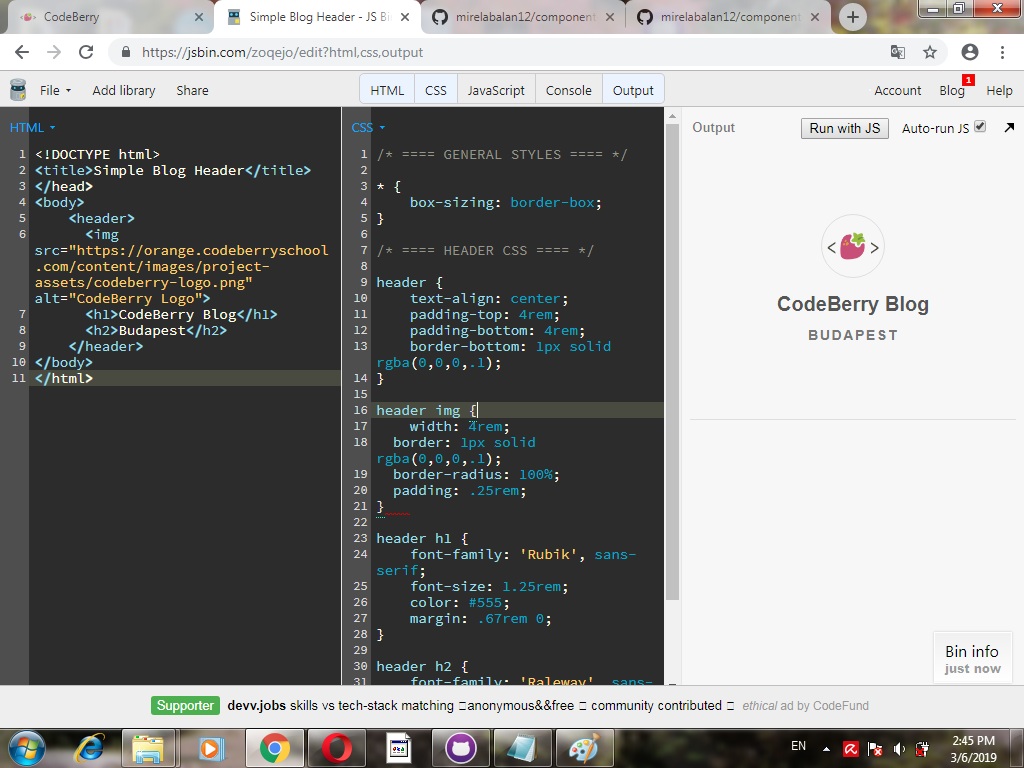 CodeBerry
Simple Blog Header - JS Bi
mirelabalan12/component
mirelabalan12/component
https://jsbin.com/zoqejo/edit?html,css,output
File
Add library
Share
HTML
CSS
JavaScript
Console
Output
Account
Blog
1
Help
HTML
1 <!DOCTYPE html>
2 <title>Simple Blog Header</title>
3 </head>
4 <body>
5 <header>
6 <img
src="https://orange.codeberryschool
.com/content/images/project-
assets/codeberry-logo.png"
alt="CodeBerry Logo">
7 <h1>CodeBerry Blog</h1>
8 <h2>Budapest</h2>
9 </header>
10 </body>
11 </html>
CSS
1 /* ==== GENERAL STYLES ==== */
2
3 * {
4 box-sizing: border-box;
5 }
6
7 /* ==== HEADER CSS ==== */
8
9 header {
10 text-align: center;
11 padding-top: 4rem;
12 padding-bottom: 4rem;
13 border-bottom: 1px solid
rgba(0,0,0,.1);
14 }
15
16 header img {
17 width: 4rem;
18 border: 1px solid
rgba(0,0,0,.1);
19 border-radius: 100%;
20 padding: .25rem;
21 }
22
23 header h1 {
24 font-family: 'Rubik', sans-
serif;
25 font-size: 1.25rem;
26 color: #555;
27 margin: .67rem 0;
28 }
29
30 header h2 {
31 font-family: 'Raleway', sans-
Output
Run with JS
Auto-run JS
< >
CodeBerry Blog
BUDAPEST
Bin info
just now
Supporter devv.jobs skills vs tech-stack matching anonymous&&free community contributed ethical ad by CodeFund
EN
2:45 PM
3/6/2019